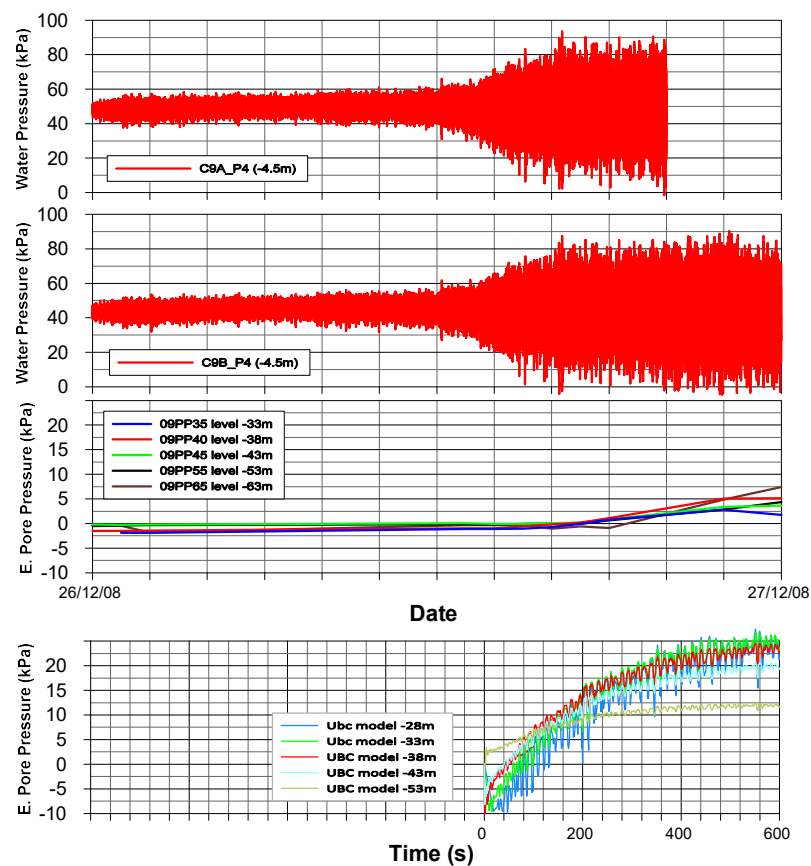 Water Pressure (kPa)
100
80
60
40
20
0
C9A_P4 (-4.5m)
Water Pressure (kPa)
100
80
60
40
20
0
C9B_P4 (-4.5m)
E. Pore Pressure (kPa)
20
15
10
5
0
-5
-10
09PP35 level -33m
09PP40 level -38m
09PP45 level -43m
09PP55 level -53m
09PP65 level -63m
26/12/08
27/12/08
Date
E. Pore Pressure (kPa)
20
15
10
5
0
-5
-10
Ubc model -28m
Ubc model -33m
UBC model -38m
UBC model -43m
UBC model -53m
0
200
400
600
Time (s)